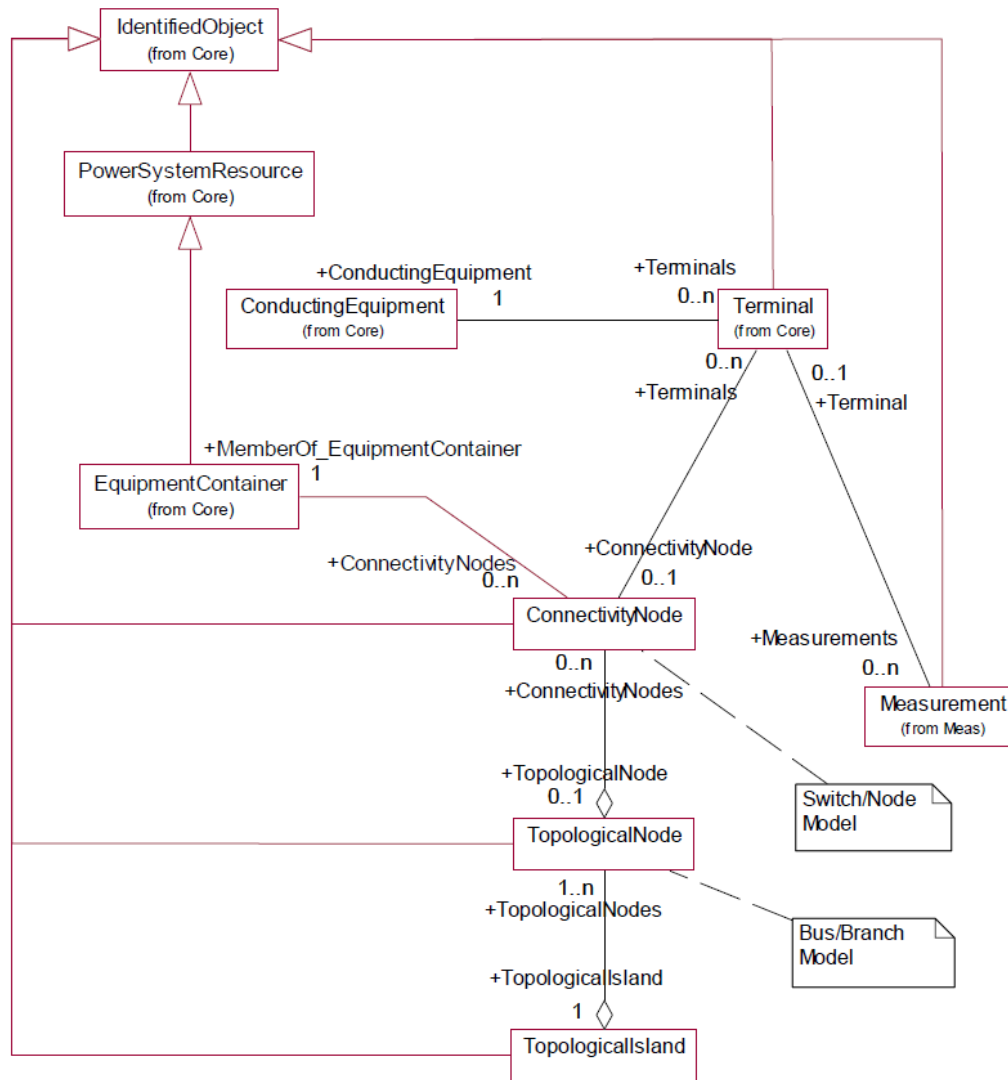 IdentifiedObject
(from Core)
PowerSystemResource
(from Core)
+ConductingEquipment
1
+Terminals
0..n
ConductingEquipment
(from Core)
Terminal
(from Core)
0..n
+Terminals
0..1
+Terminal
+MemberOf_EquipmentContainer
1
EquipmentContainer
(from Core)
+ConnectivityNodes
0..n
+ConnectivityNode
0..1
ConnectivityNode
0..n
+ConnectivityNodes
+Measurements
0..n
Measurement
(from Meas)
+TopologicalNode
0..1
Switch/Node
Model
TopologicalNode
1..n
+TopologicalNodes
Bus/Branch
Model
+TopologicalIsland
1
TopologicalIsland